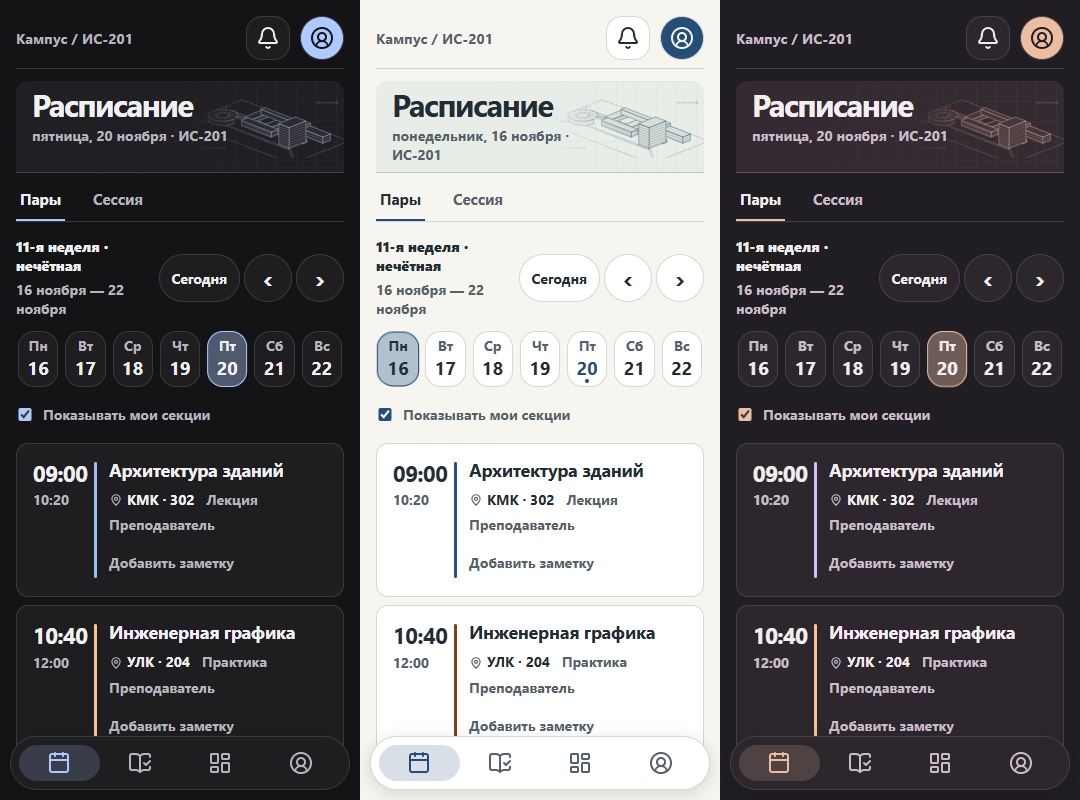 Кампус / ИС-201
Расписание
пятница, 20 ноября · ИС-201
Пары Сессия
11-я неделя ·
нечётная
16 ноября — 22
ноября
Сегодня ‹ ›
Пн Вт Ср Чт Пт Сб Вс
16 17 18 19 20 21 22
Показывать мои секции
09:00 Архитектура зданий
10:20 КМК · 302 Лекция
Преподаватель
Добавить заметку
10:40 Инженерная графика
12:00 УЛК · 204 Практика
Преподаватель
Добавить заметку
Кампус / ИС-201
Расписание
понедельник, 16 ноября ·
ИС-201
Пары Сессия
11-я неделя ·
нечётная
16 ноября — 22
ноября
Сегодня ‹ ›
Пн Вт Ср Чт Пт Сб Вс
16 17 18 19 20 21 22
Показывать мои секции
09:00 Архитектура зданий
10:20 КМК · 302 Лекция
Преподаватель
Добавить заметку
10:40 Инженерная графика
12:00 УЛК · 204 Практика
Преподаватель
Добавить заметку
Кампус / ИС-201
Расписание
пятница, 20 ноября · ИС-201
Пары Сессия
11-я неделя ·
нечётная
16 ноября — 22
ноября
Сегодня ‹ ›
Пн Вт Ср Чт Пт Сб Вс
16 17 18 19 20 21 22
Показывать мои секции
09:00 Архитектура зданий
10:20 КМК · 302 Лекция
Преподаватель
Добавить заметку
10:40 Инженерная графика
12:00 УЛК · 204 Практика
Преподаватель
Добавить заметку